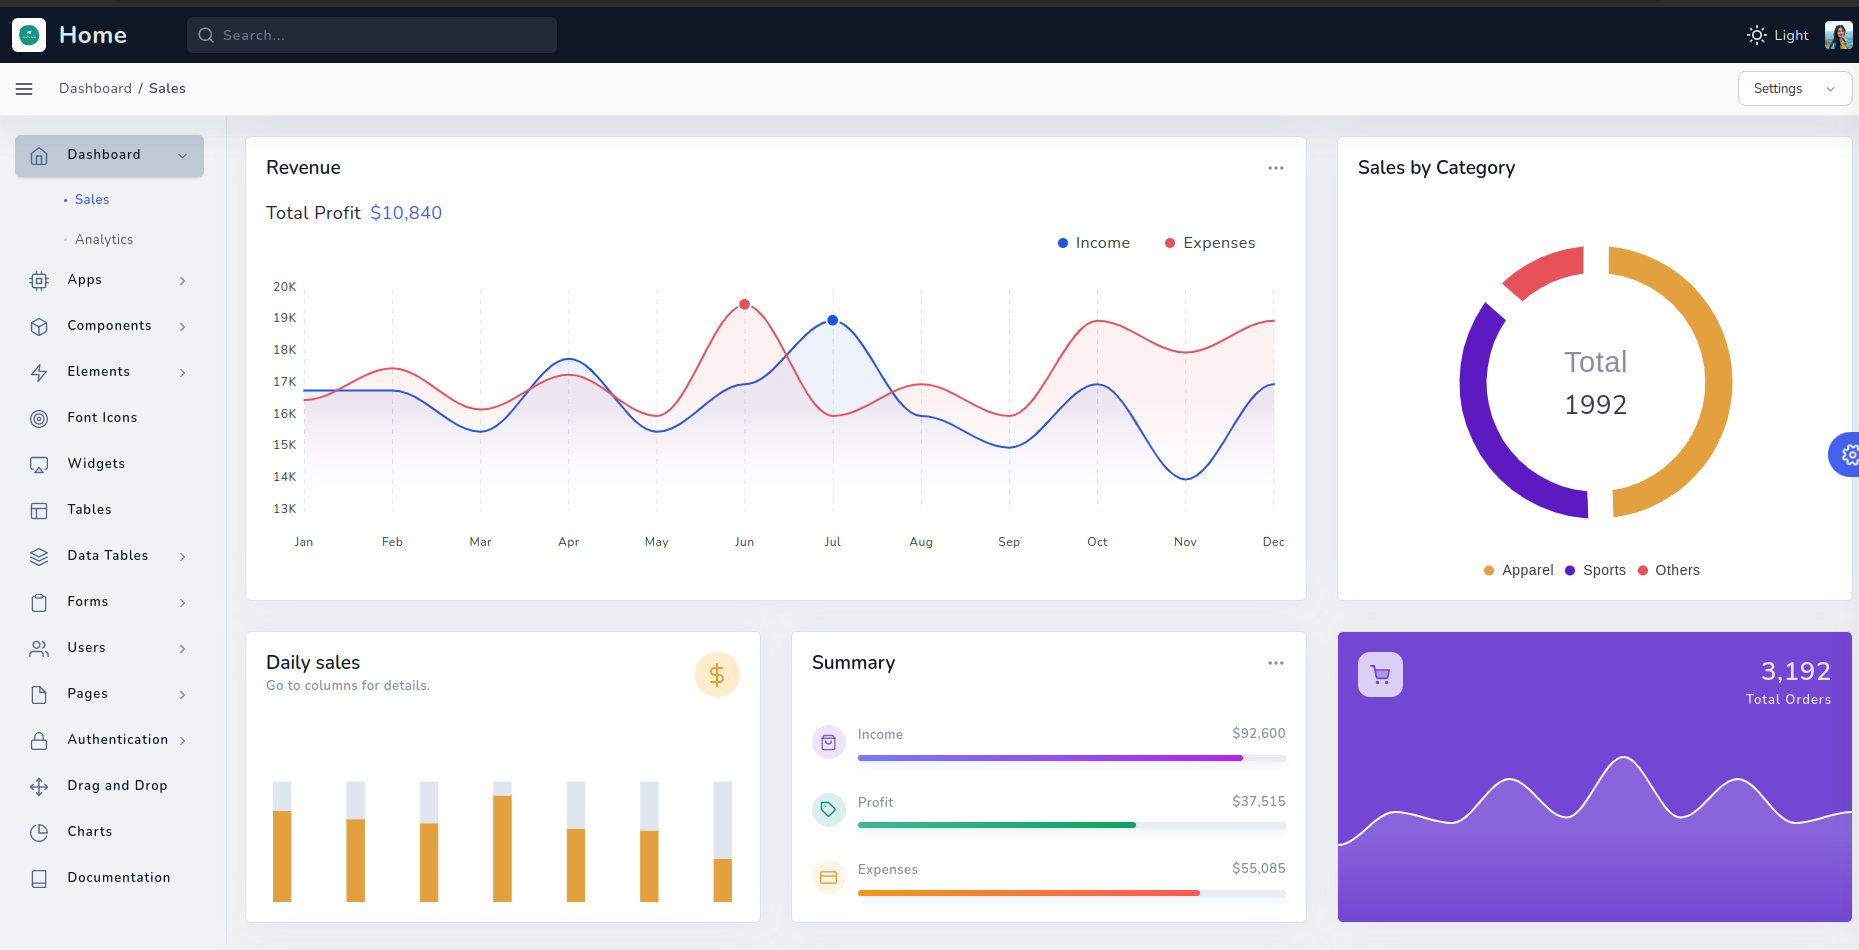 Home
Search...
Light
Dashboard / Sales
Settings
Dashboard
Sales
Analytics
Apps
Components
Elements
Font Icons
Widgets
Tables
Data Tables
Forms
Users
Pages
Authentication
Drag and Drop
Charts
Documentation
Revenue
Total Profit $10,840
Income
Expenses
20K
19K
18K
17K
16K
15K
14K
13K
Jan Feb Mar Apr May Jun Jul Aug Sep Oct Nov Dec
Sales by Category
Total
1992
Apparel Sports Others
Daily sales
Go to columns for details.
$
Summary
Income $92,600
Profit $37,515
Expenses $55,085
3,192
Total Orders